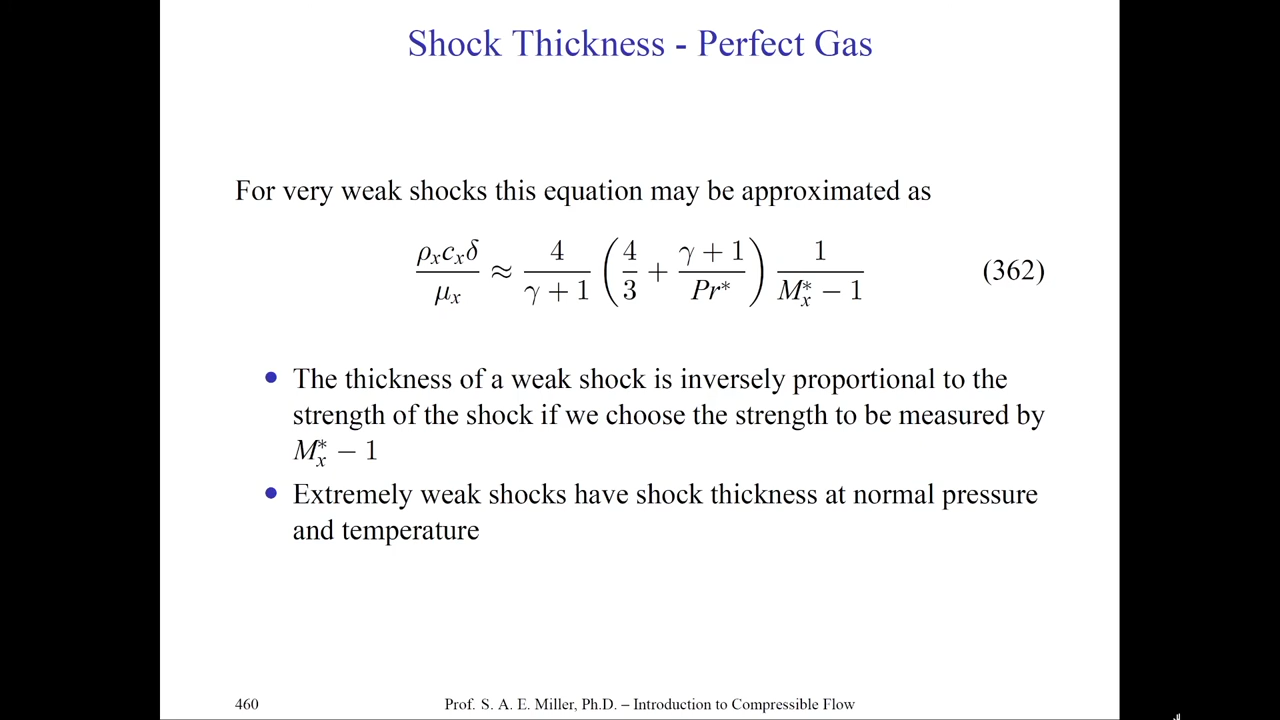 Shock Thickness - Perfect Gas
For very weak shocks this equation may be approximated as
ρₓcₓδ/μₓ ≈ 4/(γ + 1) (4/3 + (γ + 1)/Pr*) 1/(Mₓ* − 1) (362)
• The thickness of a weak shock is inversely proportional to the
strength of the shock if we choose the strength to be measured by
Mₓ* − 1
• Extremely weak shocks have shock thickness at normal pressure
and temperature
460 Prof. S. A. E. Miller, Ph.D. – Introduction to Compressible Flow